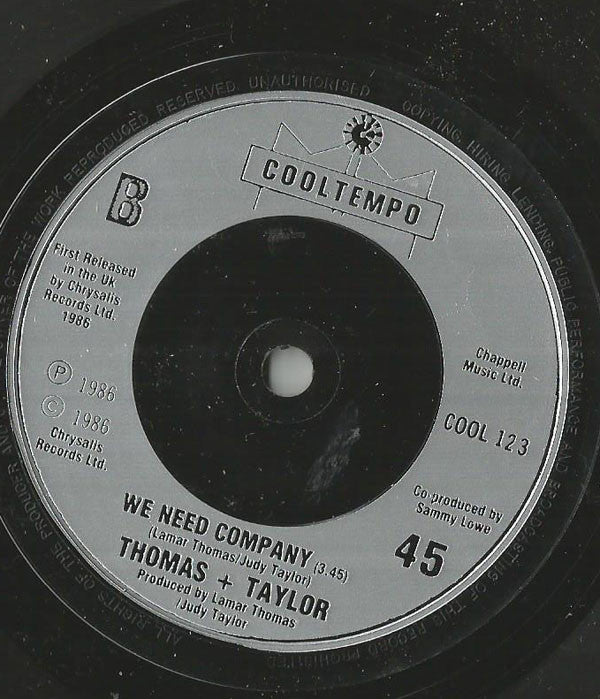 COOLTEMPO
B
First Released
in the UK
by Chrysalis
Records Ltd.
1986
Ⓟ 1986
© 1986
Chrysalis
Records Ltd.
Chappell
Music Ltd.
COOL 123
Co-produced by
Sammy Lowe
45
WE NEED COMPANY (3.45)
(Lamar Thomas/Judy Taylor)
THOMAS + TAYLOR
Produced by Lamar Thomas
/Judy Taylor
ALL RIGHTS OF THE PRODUCER AND OF THE OWNER OF THE WORK REPRODUCED RESERVED UNAUTHORISED COPYING HIRING LENDING PUBLIC PERFORMANCE AND BROADCASTING OF THIS RECORD PROHIBITED